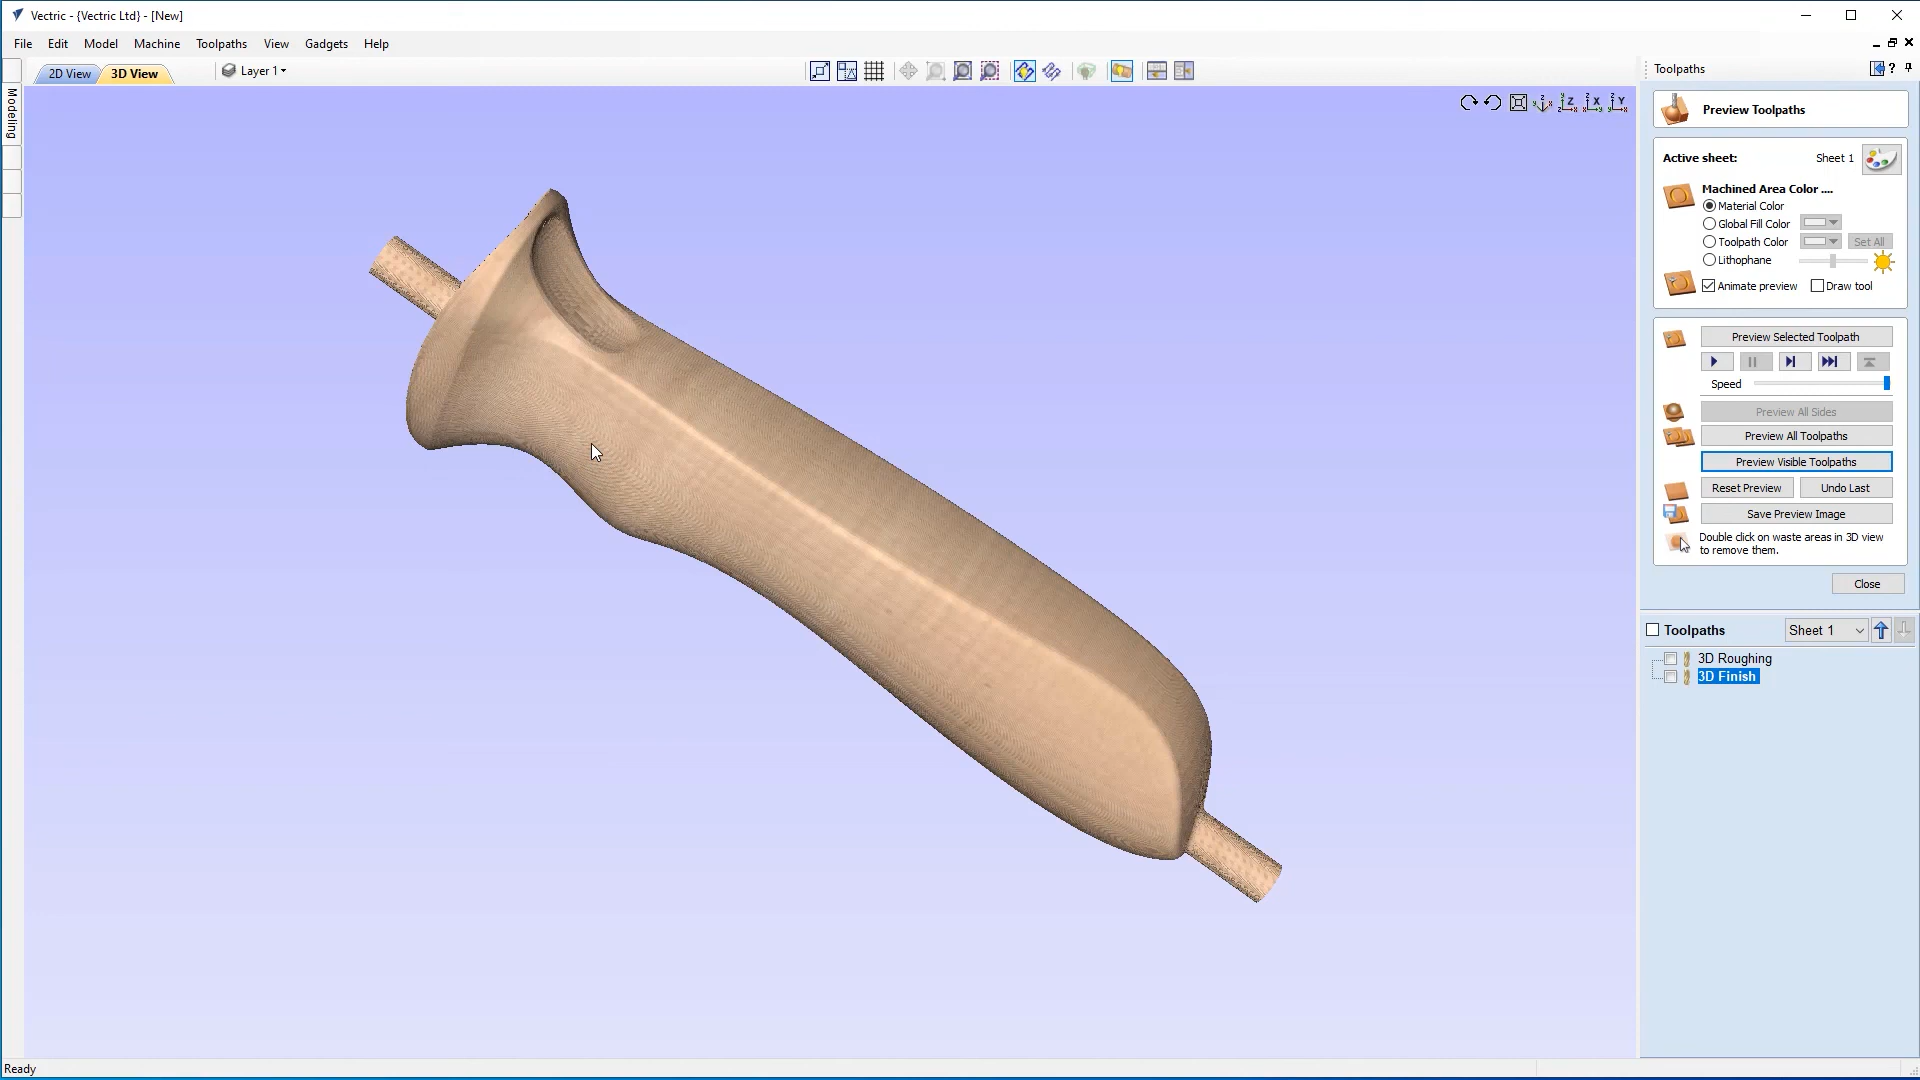 Vectric - {Vectric Ltd} - [New]
File Edit Model Machine Toolpaths View Gadgets Help
2D View 3D View Layer 1
Modeling
Toolpaths
?
Preview Toolpaths
Active sheet: Sheet 1
Machined Area Color ....
Material Color
Global Fill Color
Toolpath Color Set All
Lithophane
Animate preview Draw tool
Preview Selected Toolpath
Speed
Preview All Sides
Preview All Toolpaths
Preview Visible Toolpaths
Reset Preview Undo Last
Save Preview Image
Double click on waste areas in 3D view
to remove them.
Close
Toolpaths Sheet 1
3D Roughing
3D Finish
Ready